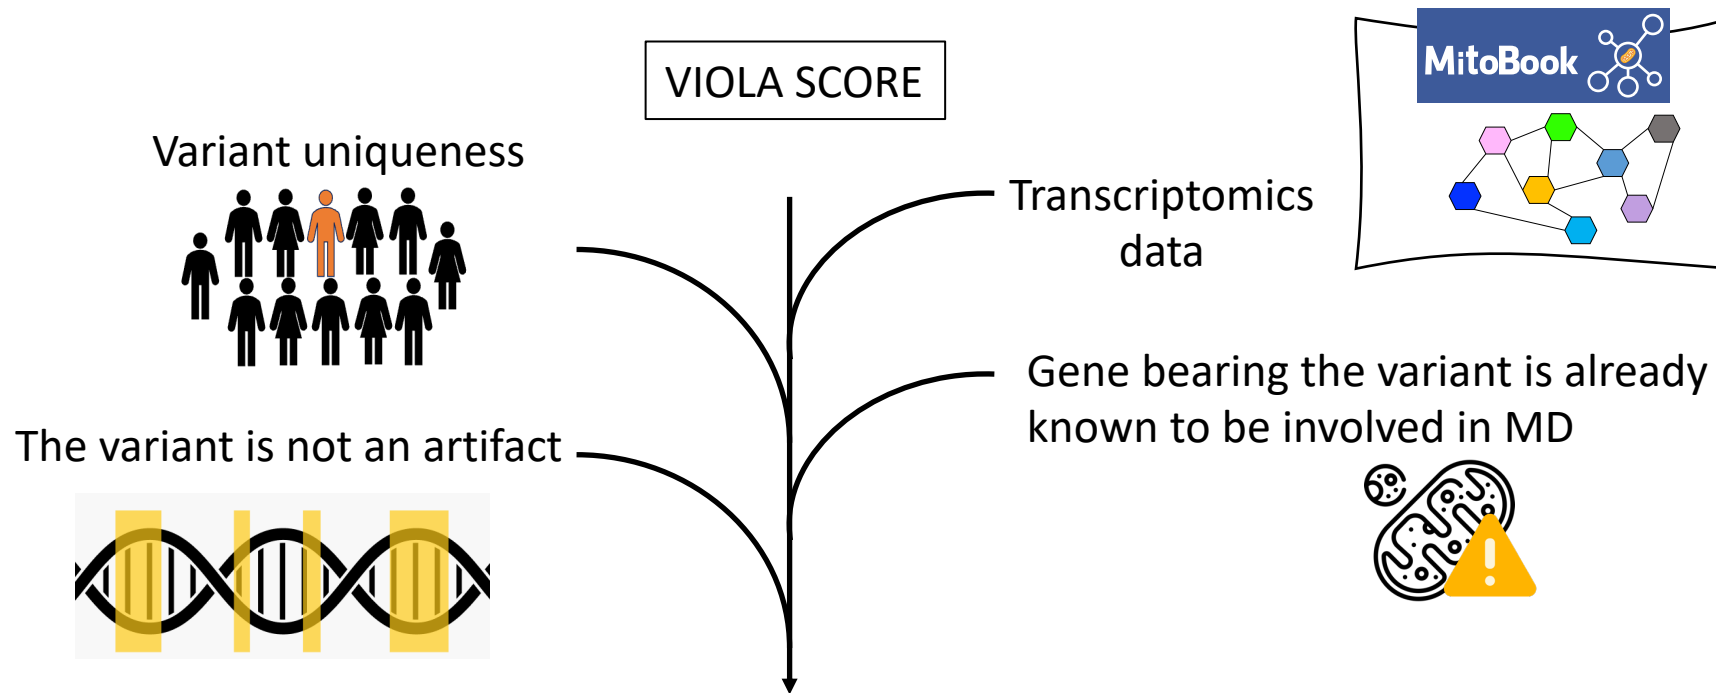 VIOLA SCORE
MitoBook
Variant uniqueness
Transcriptomics
data
Gene bearing the variant is already
known to be involved in MD
The variant is not an artifact